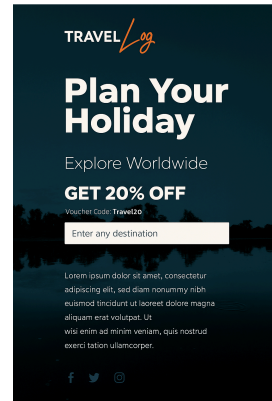 TRAVEL Log
Plan Your
Holiday
Explore Worldwide
GET 20% OFF
Voucher Code: Travel20
Enter any destination
Lorem ipsum dolor sit amet, consectetur
adipiscing elit, sed diam nonummy nibh
euismod tincidunt ut laoreet dolore magna
aliquam erat volutpat. Ut
wisi enim ad minim veniam, quis nostrud
exerci tation ullamcorper.